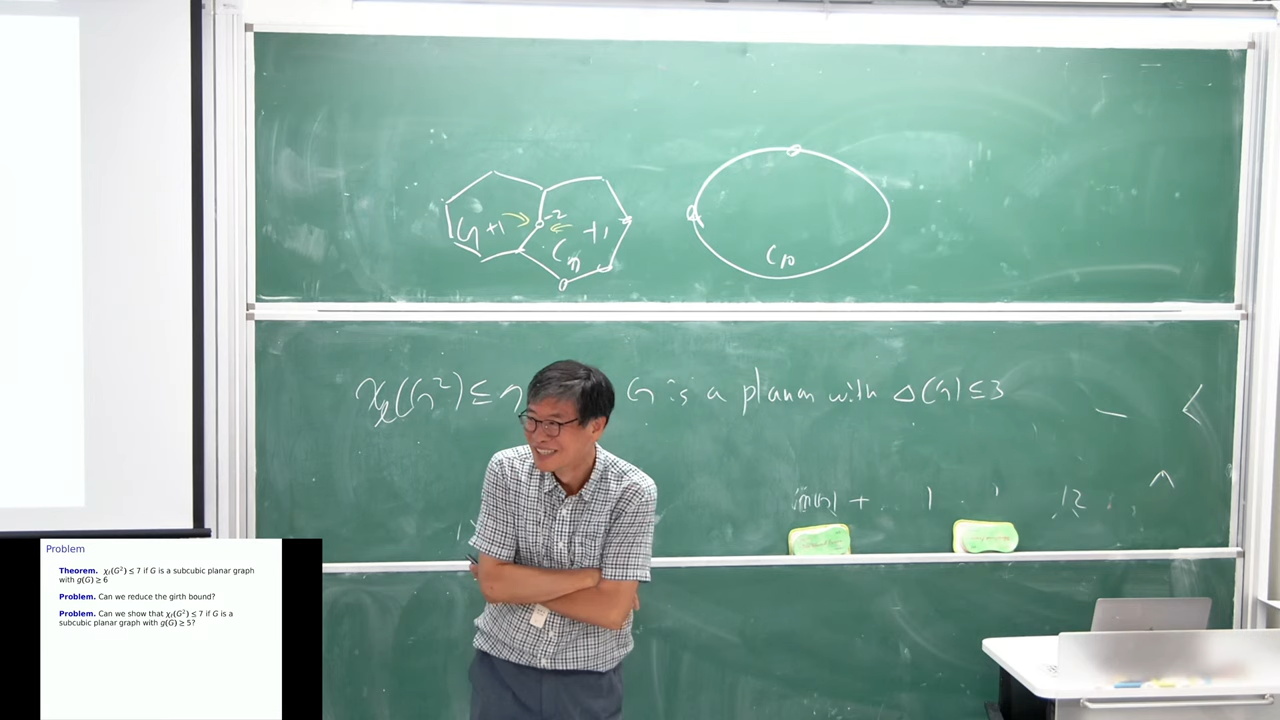 G +1
-2
C₇ +1
C₁₀
χℓ(G²) ≤ G is a planar with Δ(G) ≤ 3
12
Problem
Theorem. χℓ(G²) ≤ 7 if G is a subcubic planar graph
with g(G) ≥ 6
Problem. Can we reduce the girth bound?
Problem. Can we show that χℓ(G²) ≤ 7 if G is a
subcubic planar graph with g(G) ≥ 5?